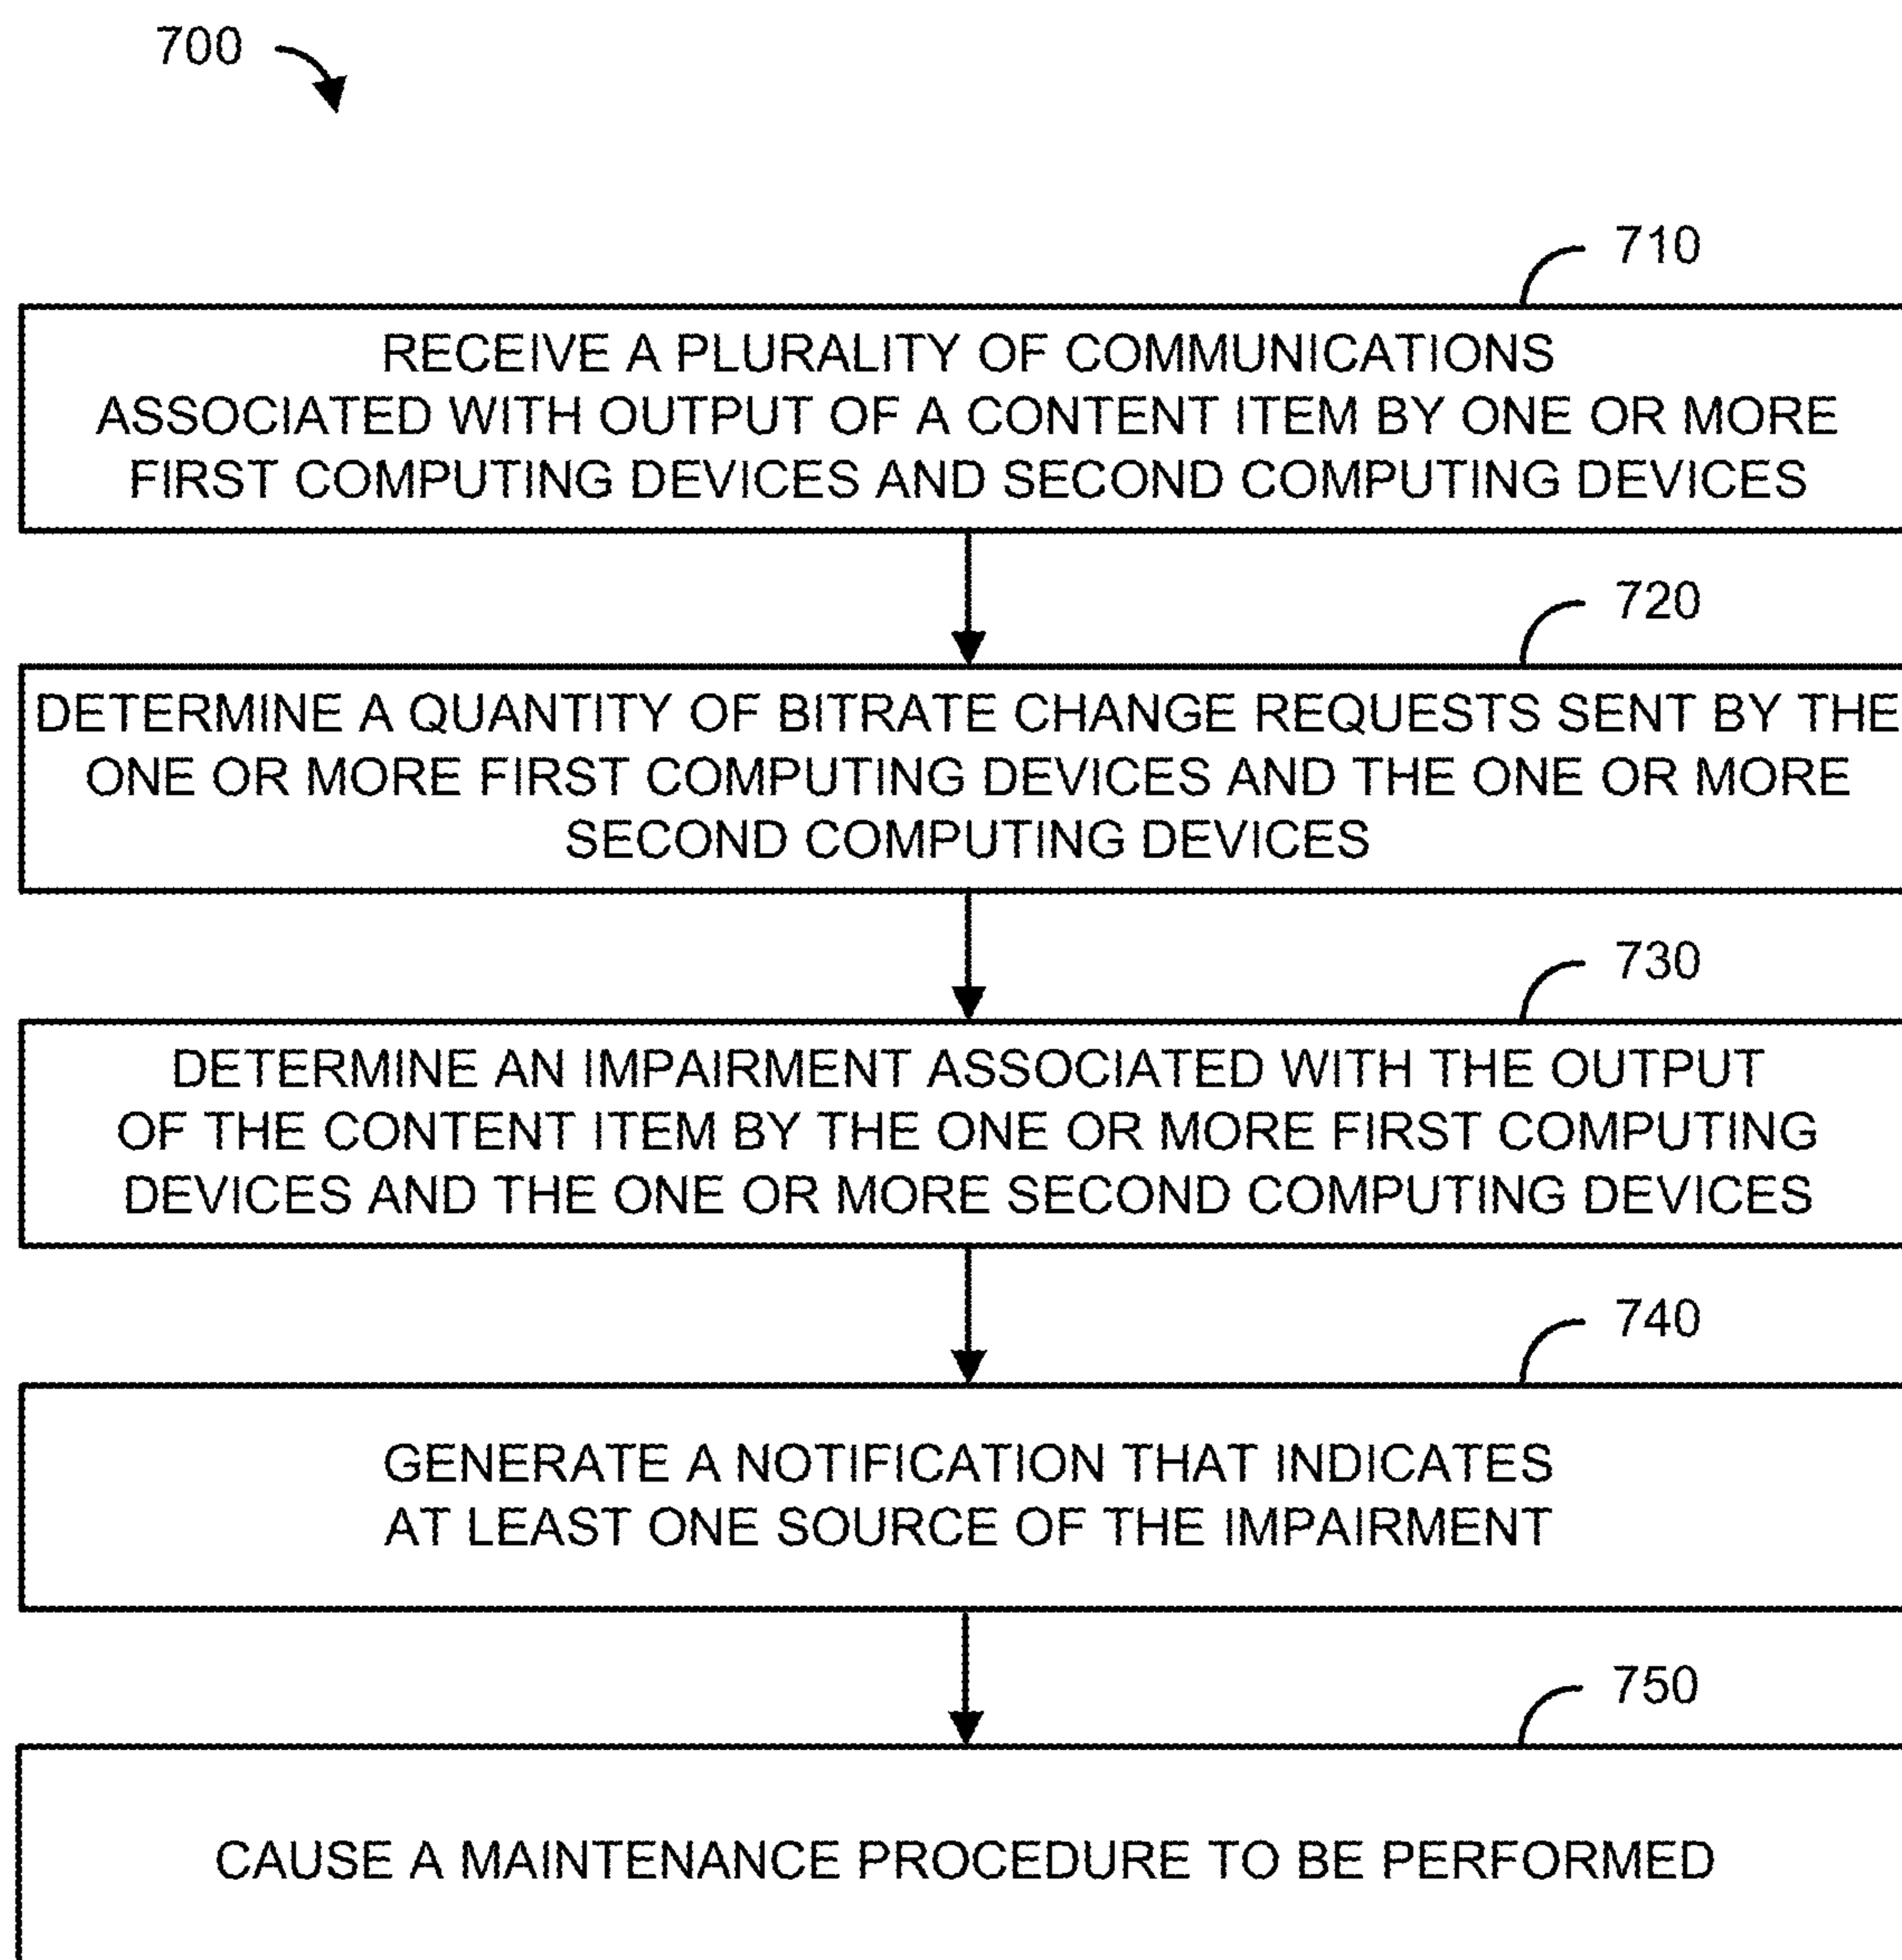 700
710
RECEIVE A PLURALITY OF COMMUNICATIONS
ASSOCIATED WITH OUTPUT OF A CONTENT ITEM BY ONE OR MORE
FIRST COMPUTING DEVICES AND SECOND COMPUTING DEVICES
720
DETERMINE A QUANTITY OF BITRATE CHANGE REQUESTS SENT BY THE
ONE OR MORE FIRST COMPUTING DEVICES AND THE ONE OR MORE
SECOND COMPUTING DEVICES
730
DETERMINE AN IMPAIRMENT ASSOCIATED WITH THE OUTPUT
OF THE CONTENT ITEM BY THE ONE OR MORE FIRST COMPUTING
DEVICES AND THE ONE OR MORE SECOND COMPUTING DEVICES
740
GENERATE A NOTIFICATION THAT INDICATES
AT LEAST ONE SOURCE OF THE IMPAIRMENT
750
CAUSE A MAINTENANCE PROCEDURE TO BE PERFORMED